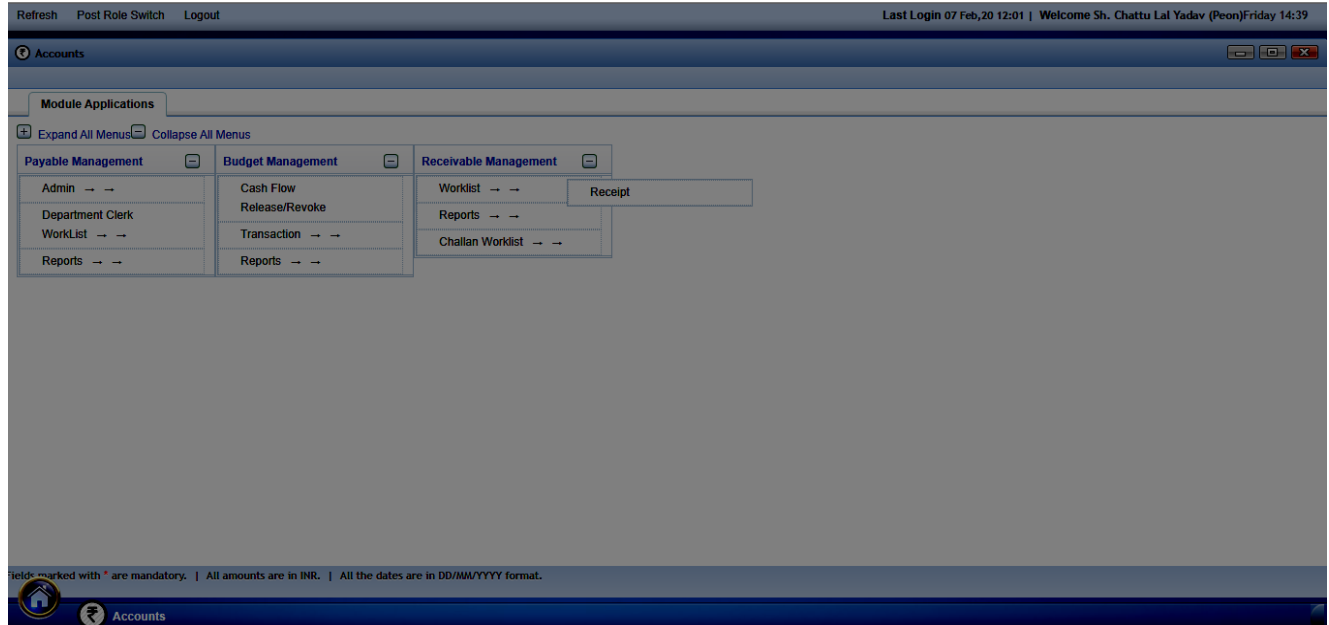 Refresh Post Role Switch Logout Last Login 07 Feb,20 12:01 | Welcome Sh. Chattu Lal Yadav (Peon)Friday 14:39
Accounts
Module Applications
Expand All Menus Collapse All Menus
Payable Management
Admin → →
Department Clerk
WorkList → →
Reports → →
Budget Management
Cash Flow
Release/Revoke
Transaction → →
Reports → →
Receivable Management
Worklist → →
Receipt
Reports → →
Challan Worklist → →
Fields marked with * are mandatory. | All amounts are in INR. | All the dates are in DD/MM/YYYY format.
Accounts